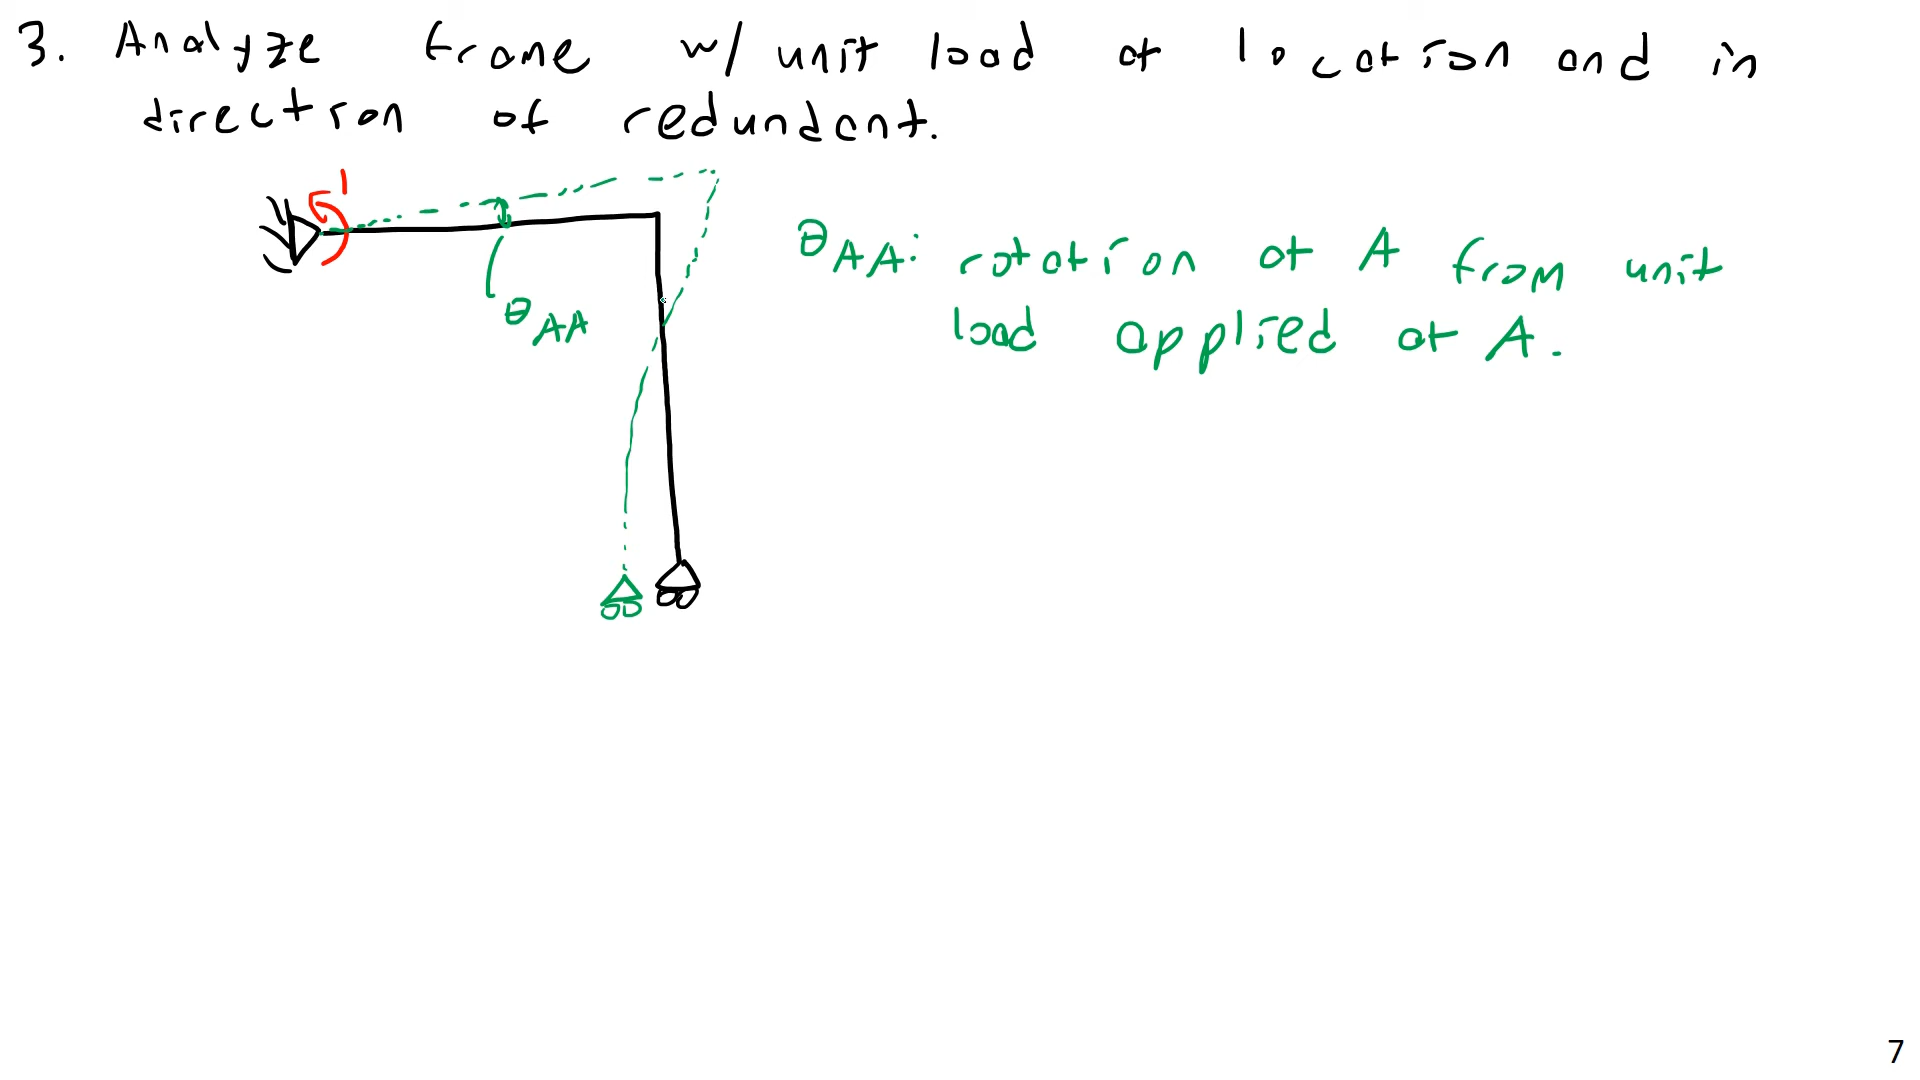 3. Analyze frame w/ unit load at location and in
direction of redundant.
1
θAA
θAA: rotation at A from unit
load applied at A.
7